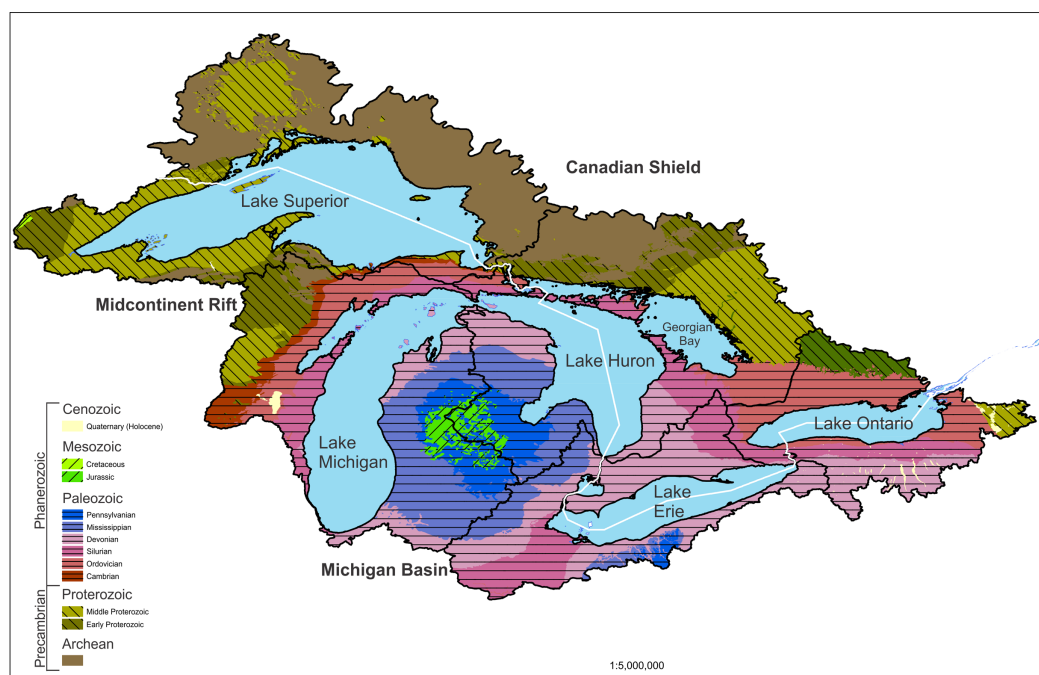 Canadian Shield
Lake Superior
Midcontinent Rift
Georgian
Bay
Lake Huron
Lake
Michigan
Lake Ontario
Lake
Erie
Michigan Basin
Phanerozoic
Cenozoic
Quaternary (Holocene)
Mesozoic
Cretaceous
Jurassic
Paleozoic
Pennsylvanian
Mississippian
Devonian
Silurian
Ordovician
Cambrian
Precambrian
Proterozoic
Middle Proterozoic
Early Proterozoic
Archean
1:5,000,000